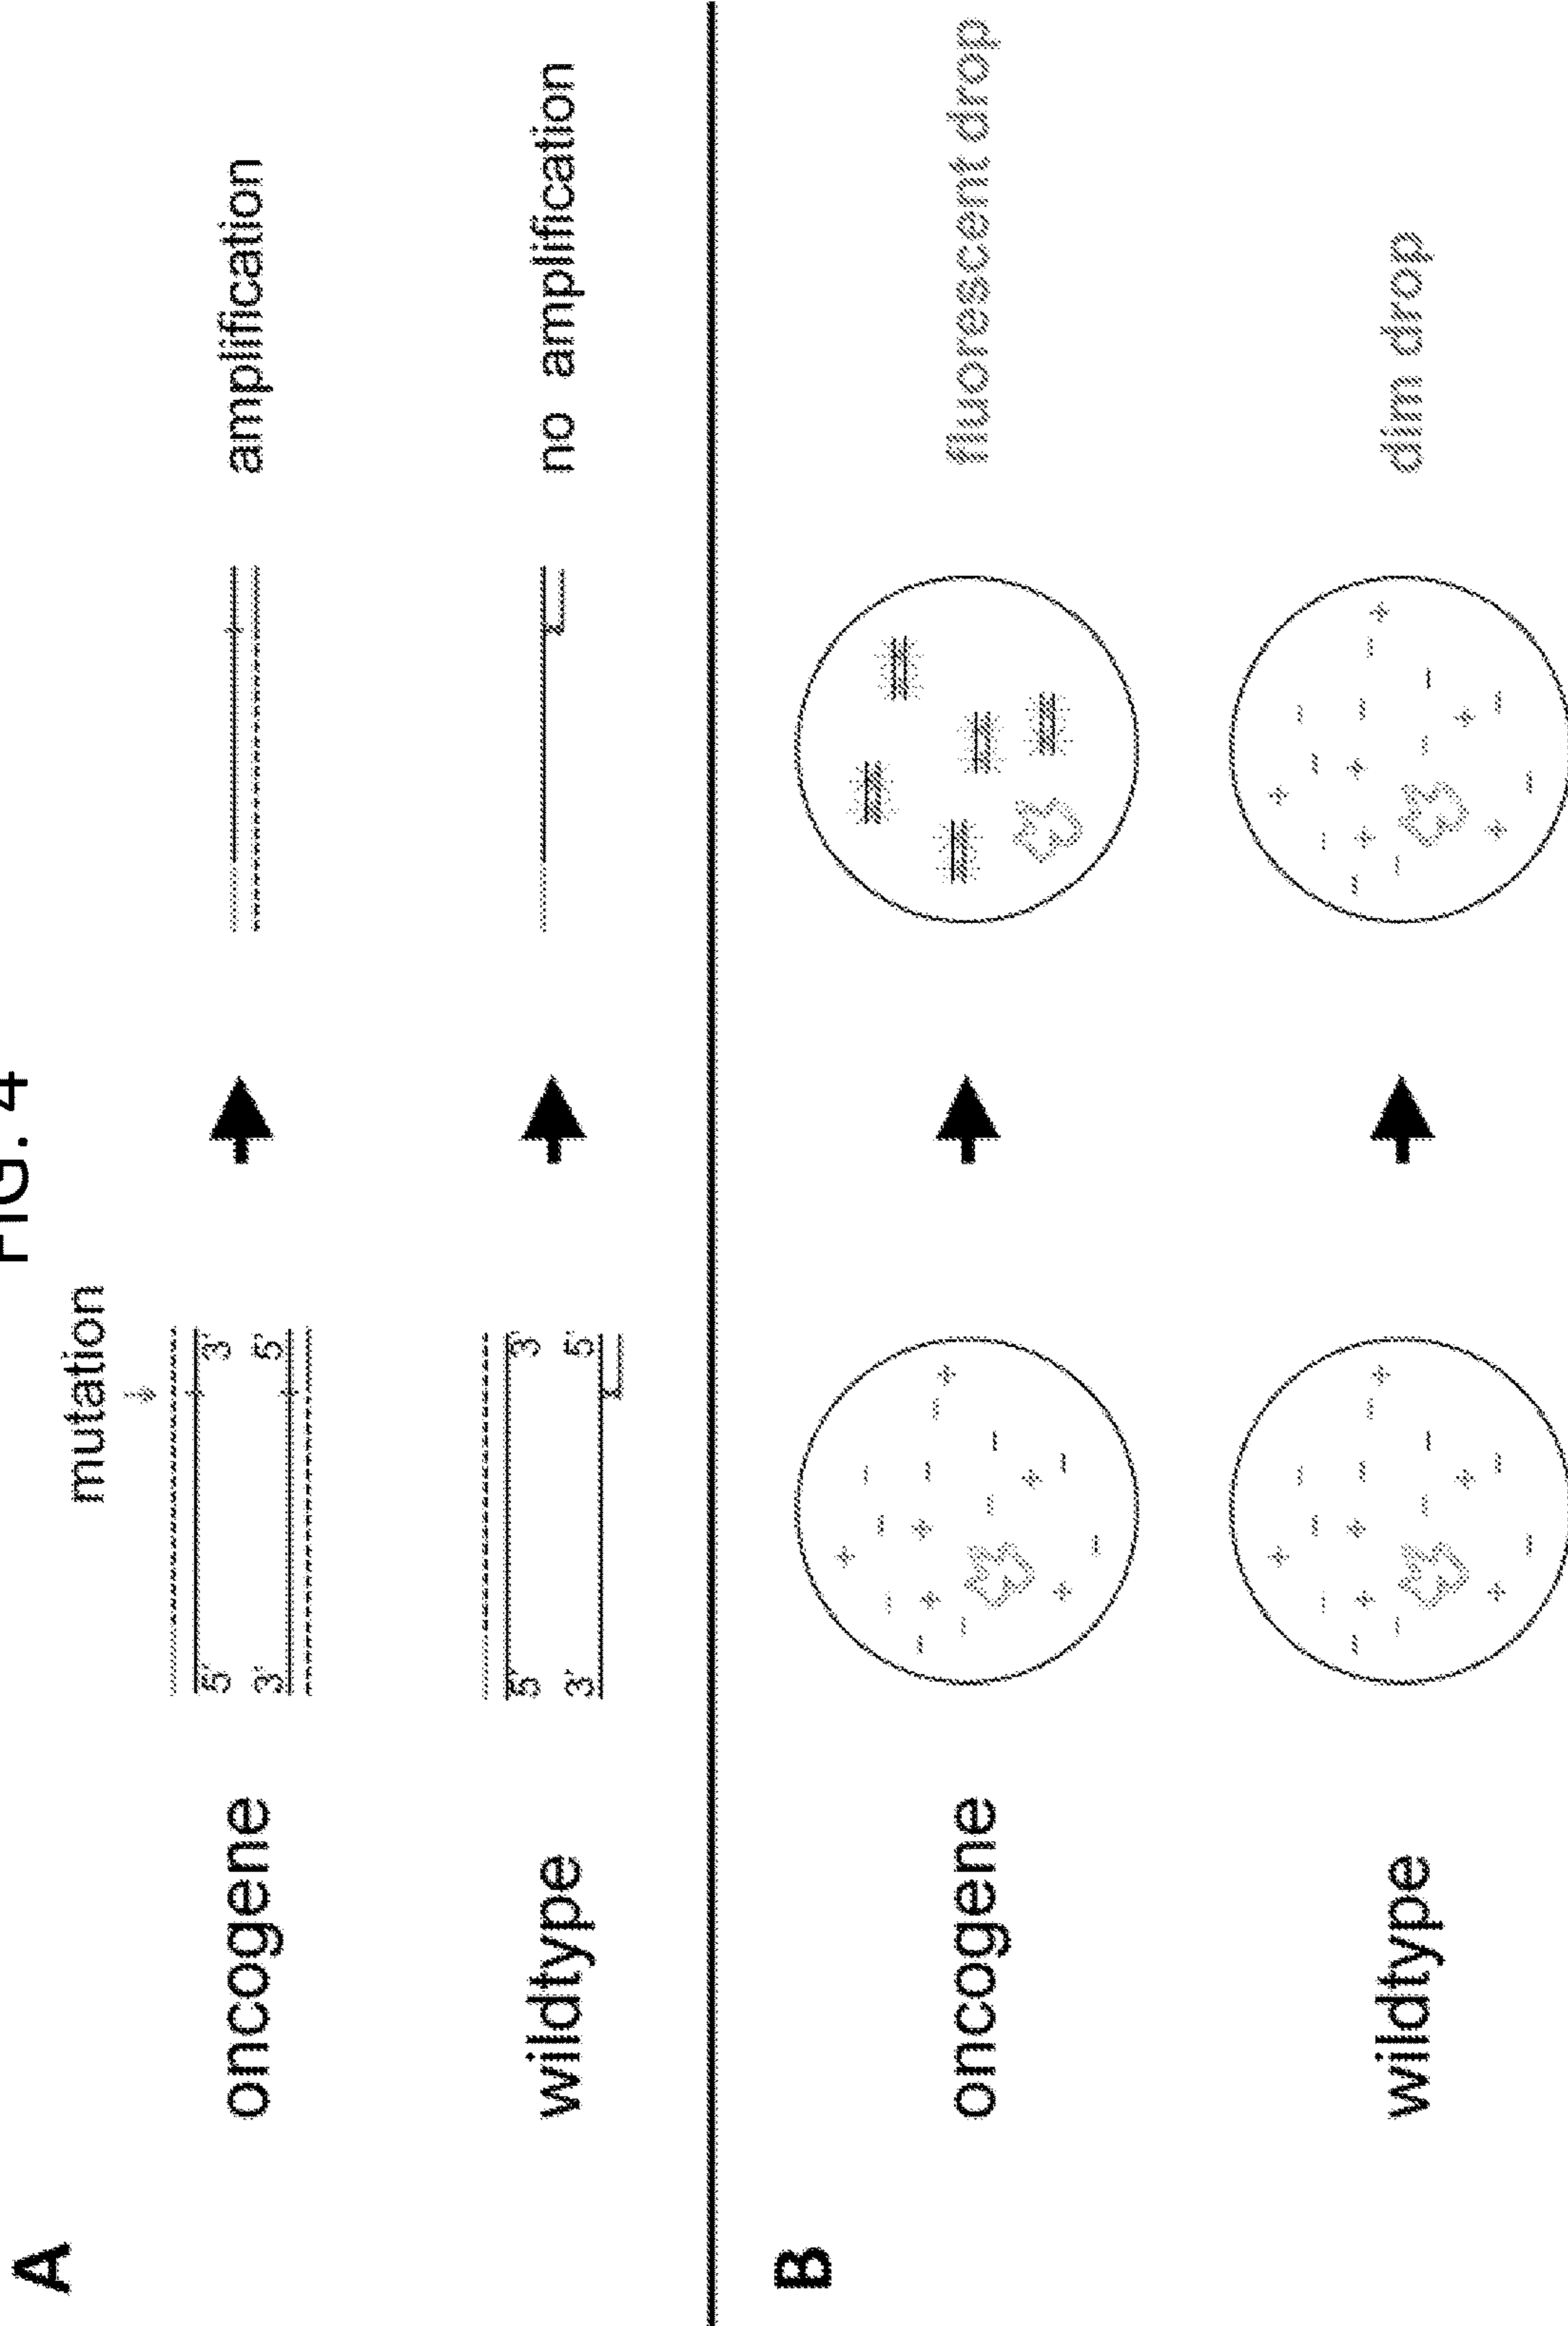 FIG. 4
A
mutation
oncogene
5' 3'
3' 5'
amplification
wildtype
5' 3'
3' 5'
no amplification
B
oncogene
fluorescent drop
wildtype
dim drop